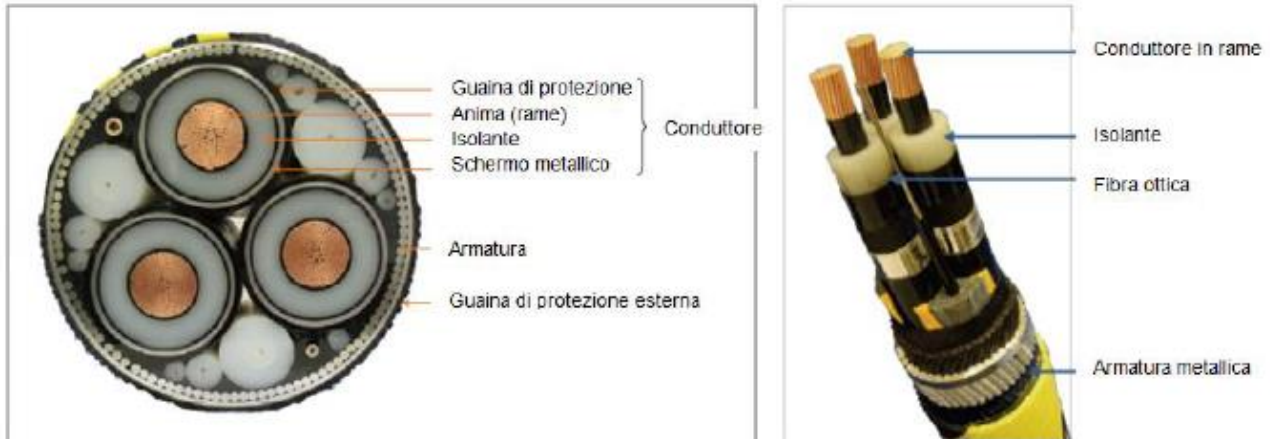 Guaina di protezione
Anima (rame)
Isolante
Schermo metallico
Conduttore
Armatura
Guaina di protezione esterna
Conduttore in rame
Isolante
Fibra ottica
Armatura metallica